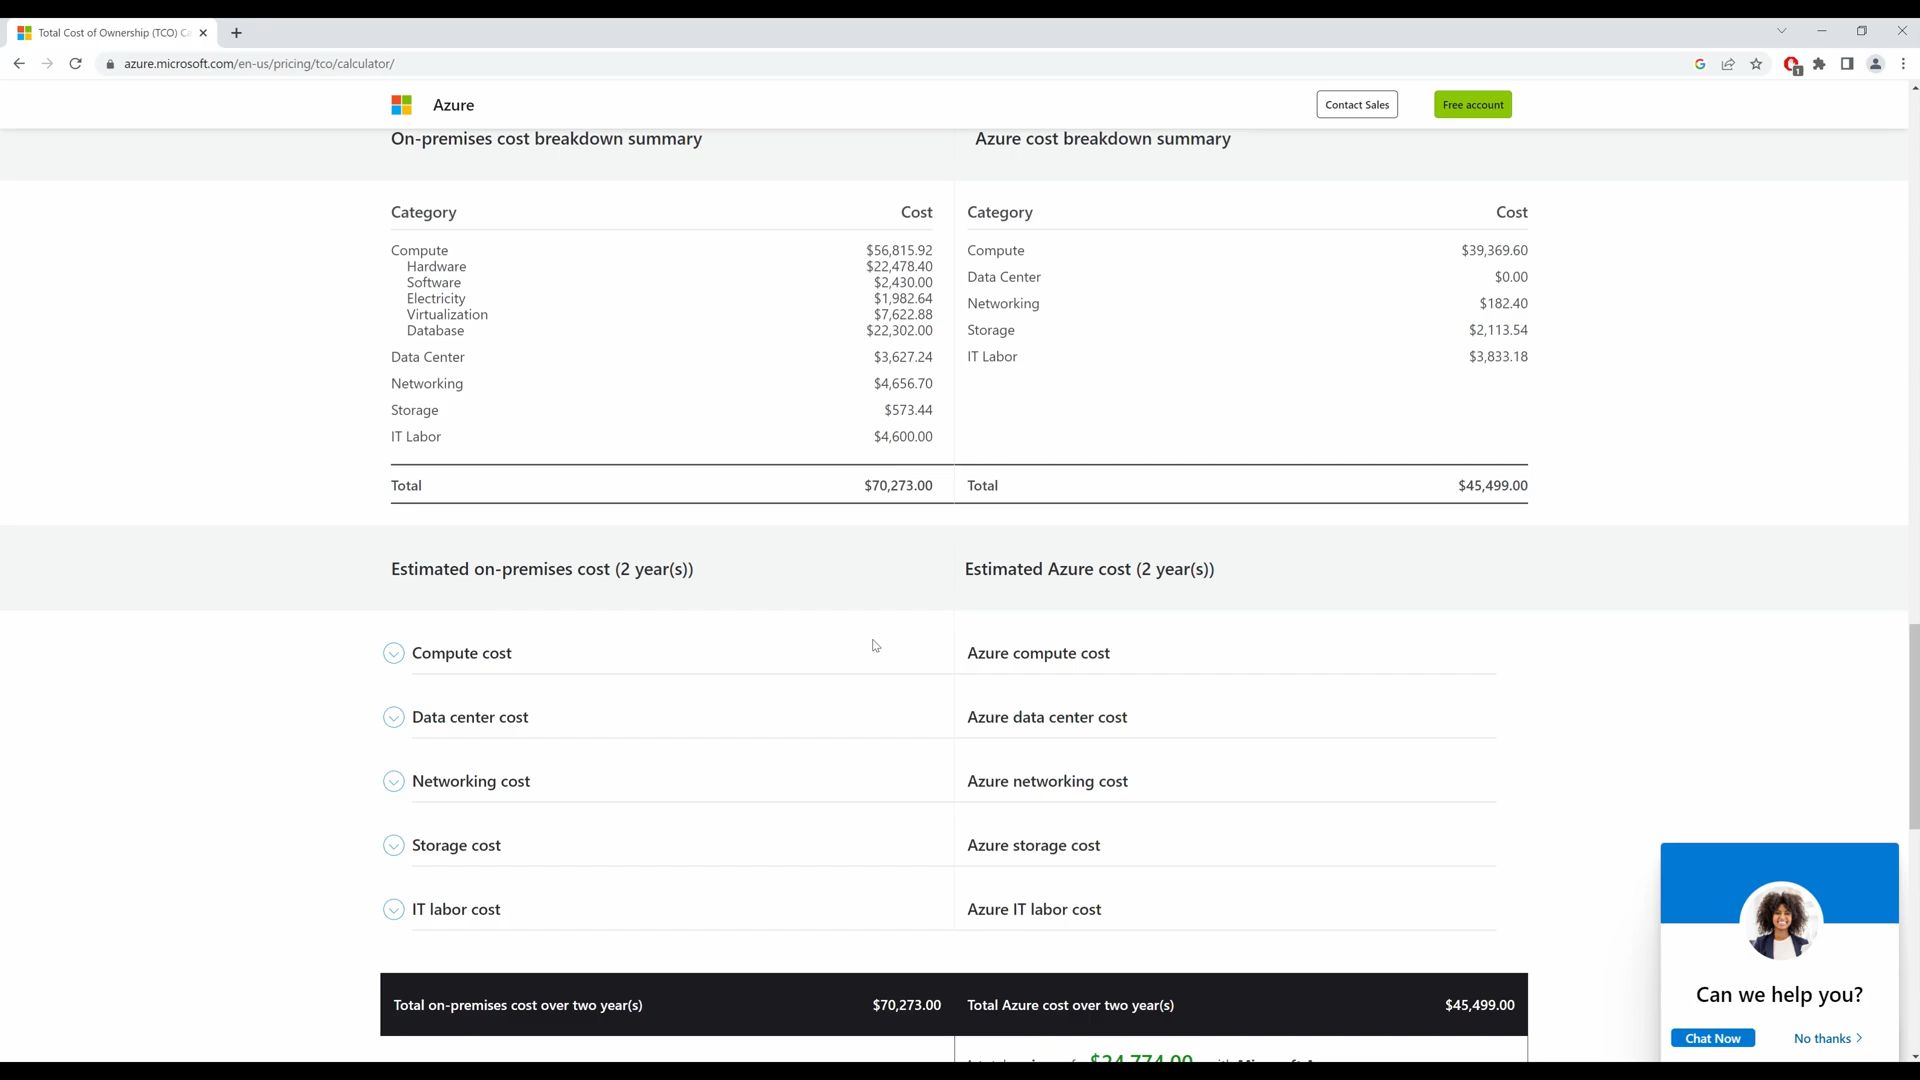 Total Cost of Ownership (TCO) Ca
azure.microsoft.com/en-us/pricing/tco/calculator/
1
Azure
Contact Sales
Free account
On-premises cost breakdown summary
Azure cost breakdown summary
Category Cost
Category Cost
Compute $56,815.92
Compute $39,369.60
Hardware $22,478.40
Data Center $0.00
Software $2,430.00
Electricity $1,982.64
Networking $182.40
Virtualization $7,622.88
Database $22,302.00
Storage $2,113.54
Data Center $3,627.24
IT Labor $3,833.18
Networking $4,656.70
Storage $573.44
IT Labor $4,600.00
Total $70,273.00
Total $45,499.00
Estimated on-premises cost (2 year(s))
Estimated Azure cost (2 year(s))
Compute cost
Azure compute cost
Data center cost
Azure data center cost
Networking cost
Azure networking cost
Storage cost
Azure storage cost
IT labor cost
Azure IT labor cost
Total on-premises cost over two year(s) $70,273.00
Total Azure cost over two year(s) $45,499.00
$24,774.00
Can we help you?
Chat Now
No thanks